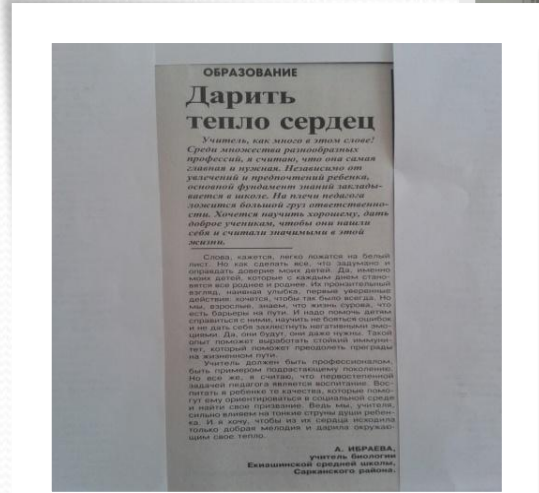 ОБРАЗОВАНИЕ
Дарить
тепло сердец
Учитель, как много в этом слове!
Среди множества разнообразных
профессий, я считаю, что она самая
главная и нужная. Независимо от
увлечений и предпочтений ребенка,
основной фундамент знаний заклады-
вается в школе. На плечи педагога
ложится большой груз ответственно-
сти. Хочется научить хорошему, дать
доброе ученикам, чтобы они нашли
себя и считали значимыми в этой
жизни.
Слова, кажется, легко ложатся на белый
лист. Но как сделать все, что задумано и
оправдать доверие моих детей. Да, именно
моих детей, которые с каждым днем стано-
вятся все роднее и роднее. Их пронзительный
взгляд, наивная улыбка, первые уверенные
действия: хочется, чтобы так было всегда. Но
мы, взрослые, знаем, что жизнь сурова, что
есть барьеры на пути. И надо помочь детям
справиться с ними, научить не бояться ошибок
и не дать себя захлестнуть негативными эмо-
циями. Да, они будут, они даже нужны. Такой
опыт поможет выработать стойкий иммуни-
тет, который поможет преодолеть преграды
на жизненном пути.
Учитель должен быть профессионалом,
быть примером подрастающему поколению.
Но все же, я считаю, что первостепенной
задачей педагога является воспитание. Вос-
питать в ребенке те качества, которые помо-
гут ему ориентироваться в социальной среде
и найти свое призвание. Ведь мы, учителя,
сильно влияем на тонкие струны души ребен-
ка. И я хочу, чтобы из их сердца исходила
только добрая мелодия и дарила окружаю-
щим свое тепло.
А. ИБРАЕВА,
учитель биологии
Екиашинской средней школы,
Сарканского района.